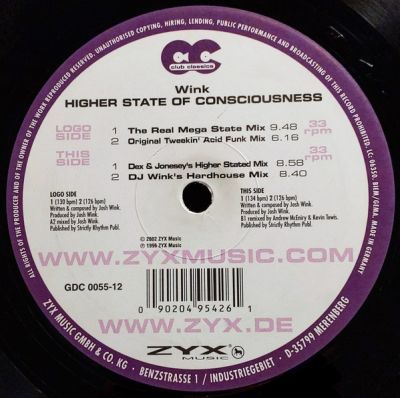 ALL RIGHTS OF THE PRODUCER AND OF THE OWNER OF THE WORK REPRODUCED RESERVED. UNAUTHORISED COPYING, HIRING, LENDING, PUBLIC PERFORMANCE AND BROADCASTING OF THIS RECORD PROHIBITED. LC: 06350. BIEM/GEMA. MADE IN GERMANY.
CC
club classics
Wink
HIGHER STATE OF CONSCIOUSNESS
LOGO SIDE
33 rpm
1 The Real Mega State Mix 9.48
2 Original Tweekin' Acid Funk Mix 6.16
THIS SIDE
33 rpm
1 Dex & Jonesey's Higher Stated Mix 8.58
2 DJ Wink's Hardhouse Mix 8.40
LOGO SIDE
1 (130 bpm) 2 (126 bpm)
Written & composed by Josh Wink.
Produced by Josh Wink.
A2 mixed by Josh Wink.
Published by Strictly Rhythm Publ.
THIS SIDE
1 (134 bpm) 2 (126 bpm)
Written & composed by Josh Wink.
Produced by Josh Wink.
B1 remixed by Andrew McIniny & Kevin Tewis.
Published by Strictly Rhythm Publ.
© 2002 ZYX Music
℗ 1995 ZYX Music
WWW.ZYXMUSIC.COM
GDC 0055-12
0 90204 95426 1
WWW.ZYX.DE
ZYX
MUSIC
ZYX MUSIC GMBH & CO. KG · BENZSTRASSE 1 / INDUSTRIEGEBIET · D-35799 MERENBERG